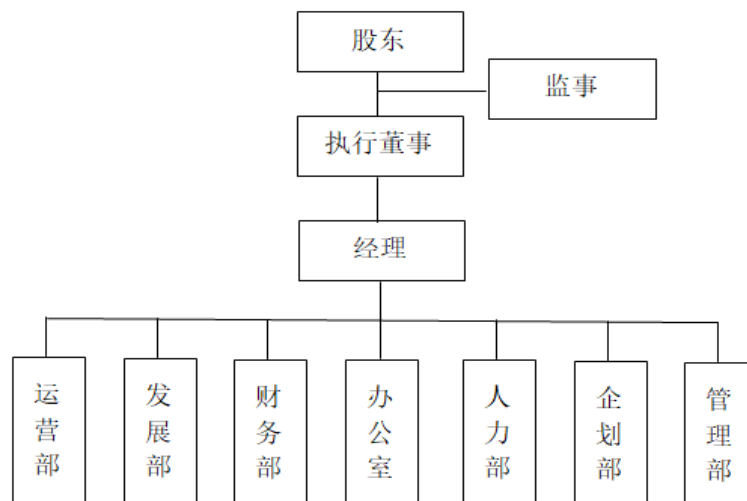 股东
监事
执行董事
经理
运营部
发展部
财务部
办公室
人力部
企划部
管理部